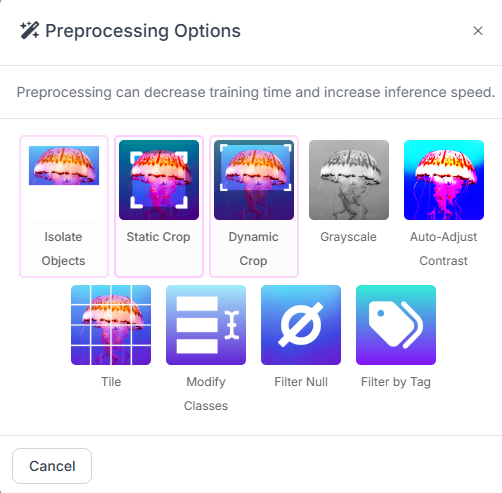 Preprocessing Options
Preprocessing can decrease training time and increase inference speed.
Isolate
Objects
Static Crop
Dynamic
Crop
Grayscale
Auto-Adjust
Contrast
Tile
Modify
Classes
Filter Null
Filter by Tag
Cancel